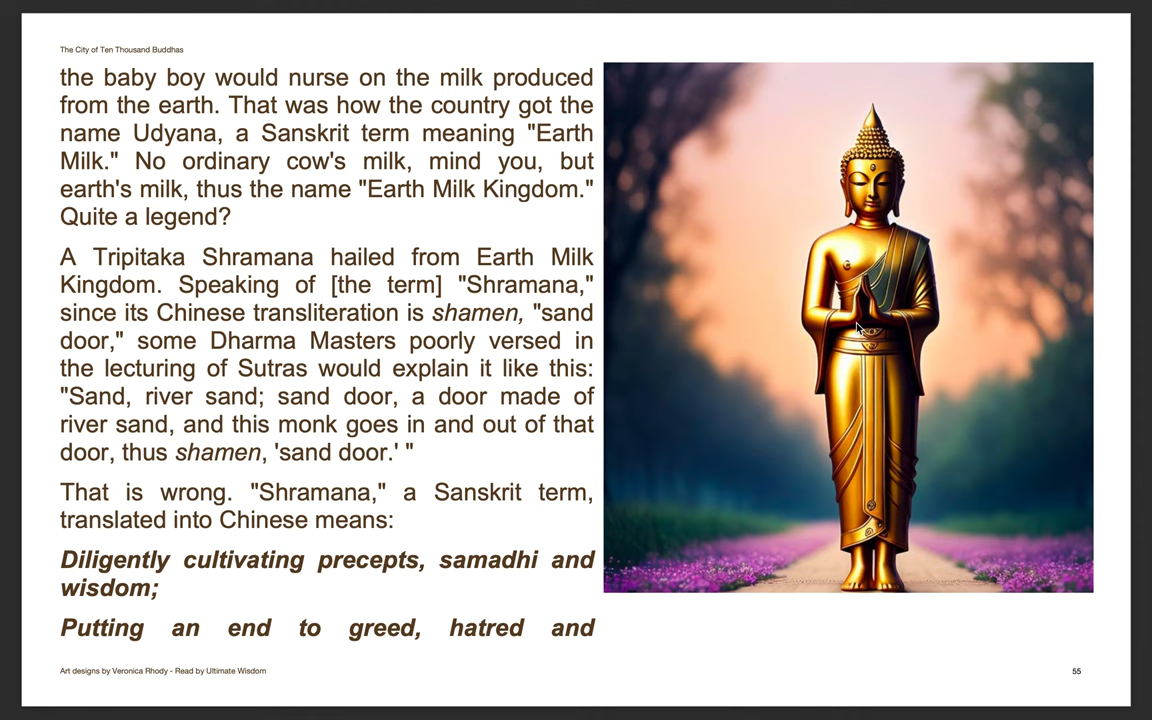 The City of Ten Thousand Buddhas
the baby boy would nurse on the milk produced
from the earth. That was how the country got the
name Udyana, a Sanskrit term meaning "Earth
Milk." No ordinary cow's milk, mind you, but
earth's milk, thus the name "Earth Milk Kingdom."
Quite a legend?
A Tripitaka Shramana hailed from Earth Milk
Kingdom. Speaking of [the term] "Shramana,"
since its Chinese transliteration is shamen, "sand
door," some Dharma Masters poorly versed in
the lecturing of Sutras would explain it like this:
"Sand, river sand; sand door, a door made of
river sand, and this monk goes in and out of that
door, thus shamen, 'sand door.' "
That is wrong. "Shramana," a Sanskrit term,
translated into Chinese means:
Diligently cultivating precepts, samadhi and
wisdom;
Putting an end to greed, hatred and
Art designs by Veronica Rhody - Read by Ultimate Wisdom
55